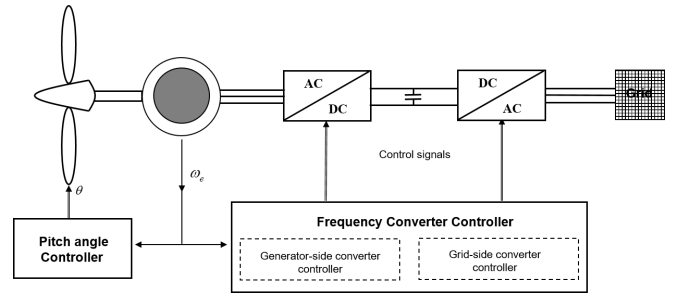 AC
DC
DC
AC
Grid
Control signals
ωₑ
θ
Pitch angle
Controller
Frequency Converter Controller
Generator-side converter
controller
Grid-side converter
controller